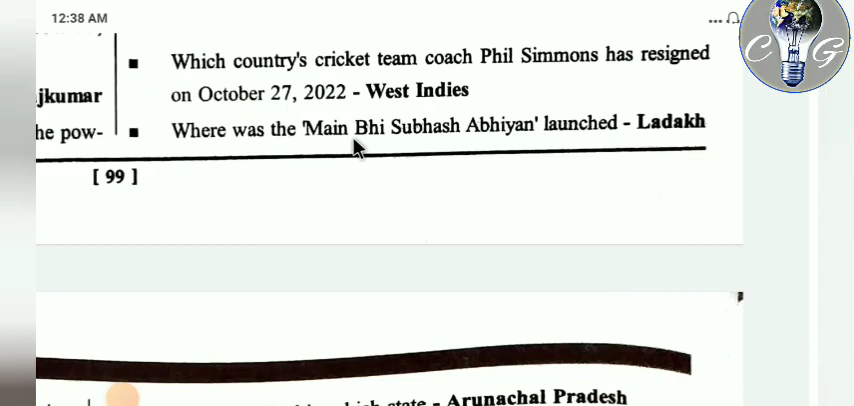 12:38 AM
C G
jkumar
he pow-
■ Which country's cricket team coach Phil Simmons has resigned
on October 27, 2022 - West Indies
■ Where was the 'Main Bhi Subhash Abhiyan' launched - Ladakh
[ 99 ]
state - Arunachal Pradesh